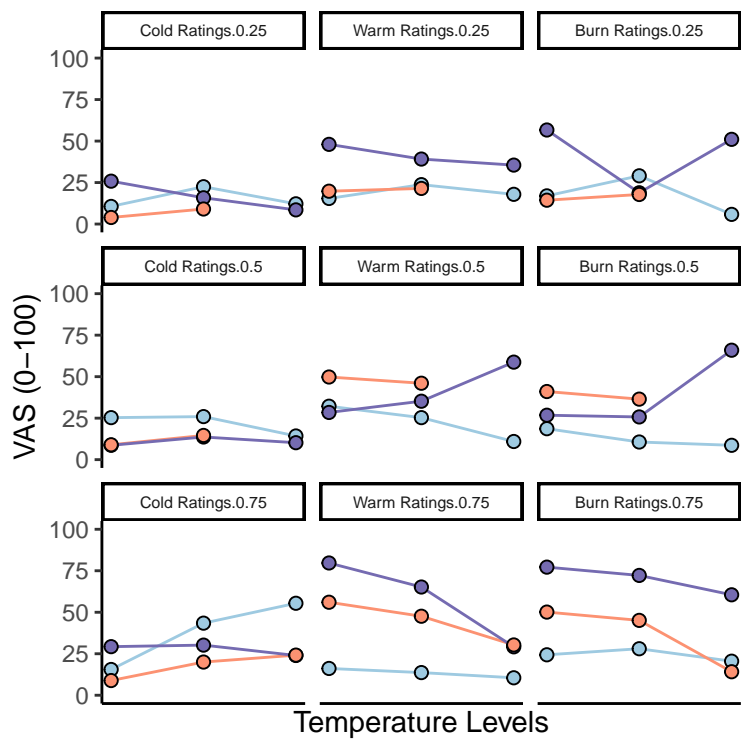 Cold Ratings.0.25
Warm Ratings.0.25
Burn Ratings.0.25
100
75
50
25
0
Cold Ratings.0.5
Warm Ratings.0.5
Burn Ratings.0.5
100
75
50
25
0
Cold Ratings.0.75
Warm Ratings.0.75
Burn Ratings.0.75
100
75
50
25
0
VAS (0−100)
Temperature Levels